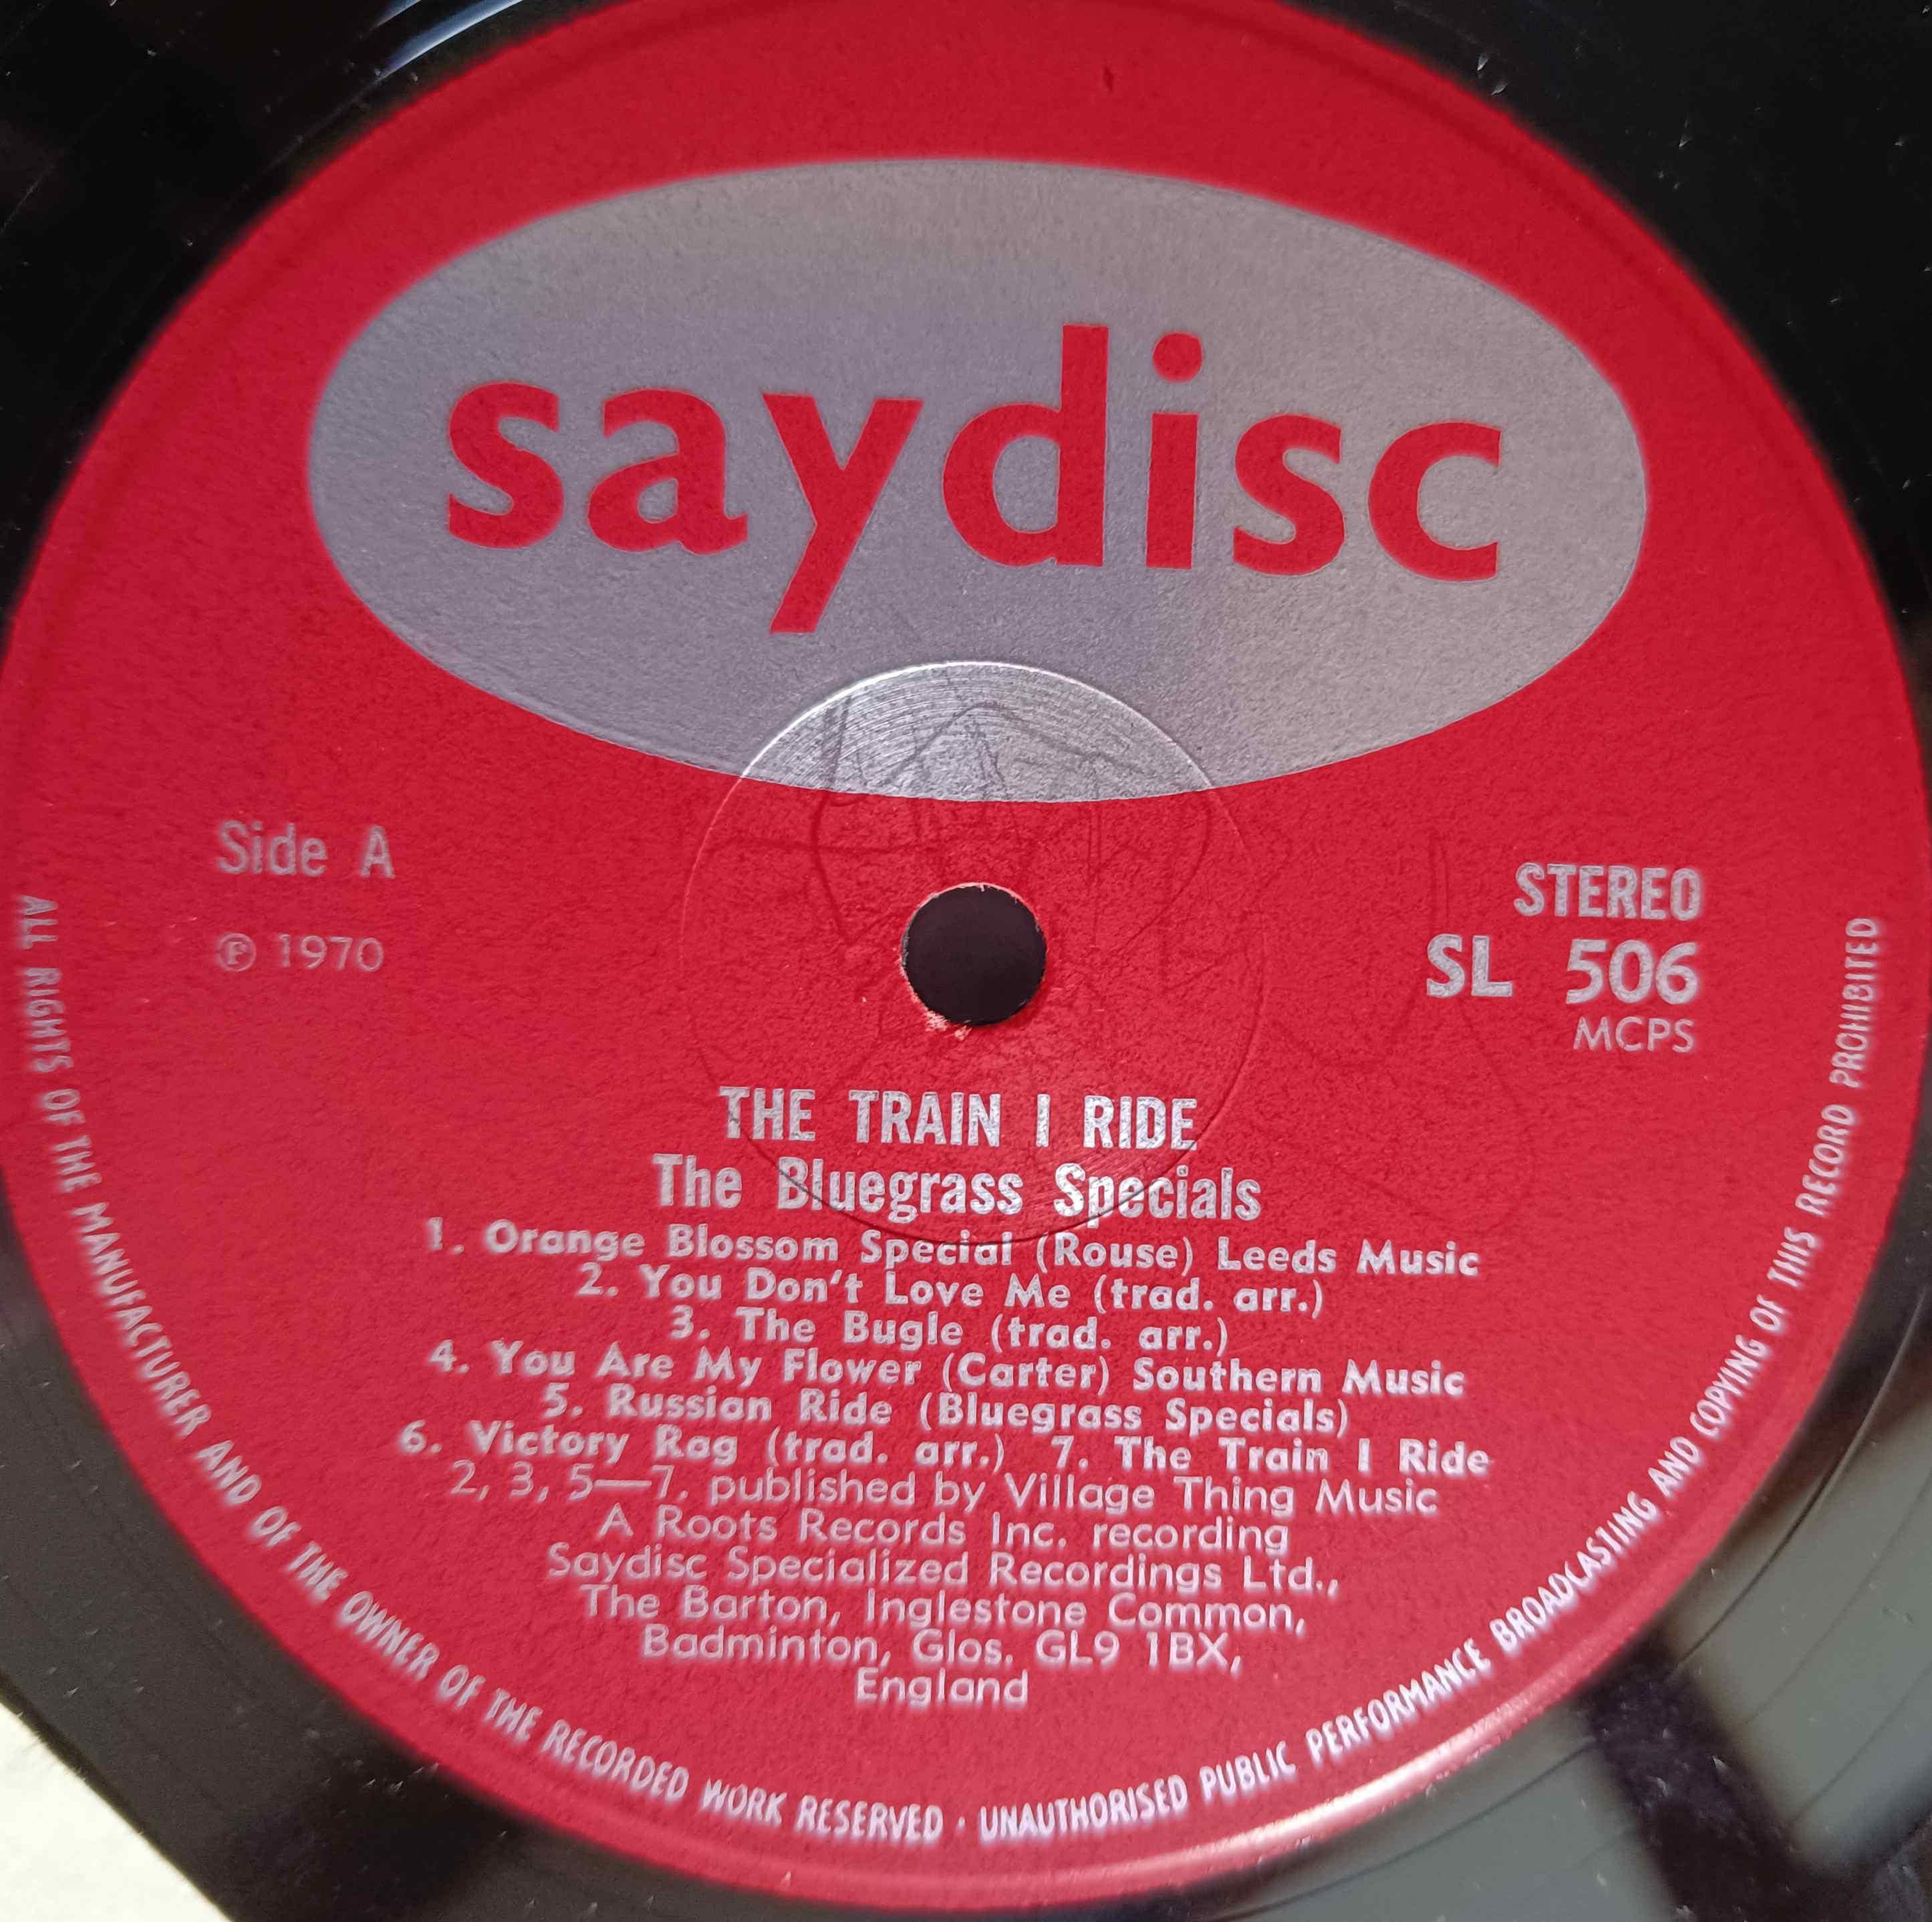 saydisc
Side A
℗ 1970
STEREO
SL 506
MCPS
THE TRAIN I RIDE
The Bluegrass Specials
1. Orange Blossom Special (Rouse) Leeds Music
2. You Don't Love Me (trad. arr.)
3. The Bugle (trad. arr.)
4. You Are My Flower (Carter) Southern Music
5. Russian Ride (Bluegrass Specials)
6. Victory Rag (trad. arr.) 7. The Train I Ride
2, 3, 5—7, published by Village Thing Music
A Roots Records Inc. recording
Saydisc Specialized Recordings Ltd.,
The Barton, Inglestone Common,
Badminton, Glos. GL9 1BX,
England
ALL RIGHTS OF THE MANUFACTURER AND OF THE OWNER OF THE RECORDED WORK RESERVED · UNAUTHORISED PUBLIC PERFORMANCE BROADCASTING AND COPYING OF THIS RECORD PROHIBITED